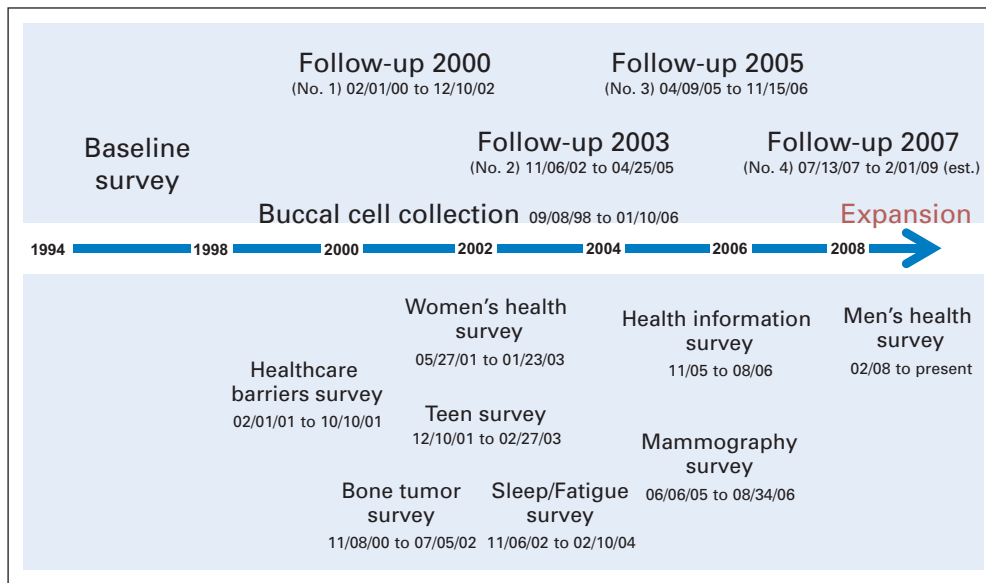 Follow-up 2000
(No. 1) 02/01/00 to 12/10/02
Follow-up 2005
(No. 3) 04/09/05 to 11/15/06
Baseline
survey
Follow-up 2003
(No. 2) 11/06/02 to 04/25/05
Follow-up 2007
(No. 4) 07/13/07 to 2/01/09 (est.)
Buccal cell collection 09/08/98 to 01/10/06
Expansion
1994 1998 2000 2002 2004 2006 2008
Women's health
survey
05/27/01 to 01/23/03
Health information
survey
11/05 to 08/06
Men's health
survey
02/08 to present
Healthcare
barriers survey
02/01/01 to 10/10/01
Teen survey
12/10/01 to 02/27/03
Mammography
survey
06/06/05 to 08/34/06
Bone tumor
survey
11/08/00 to 07/05/02
Sleep/Fatigue
survey
11/06/02 to 02/10/04